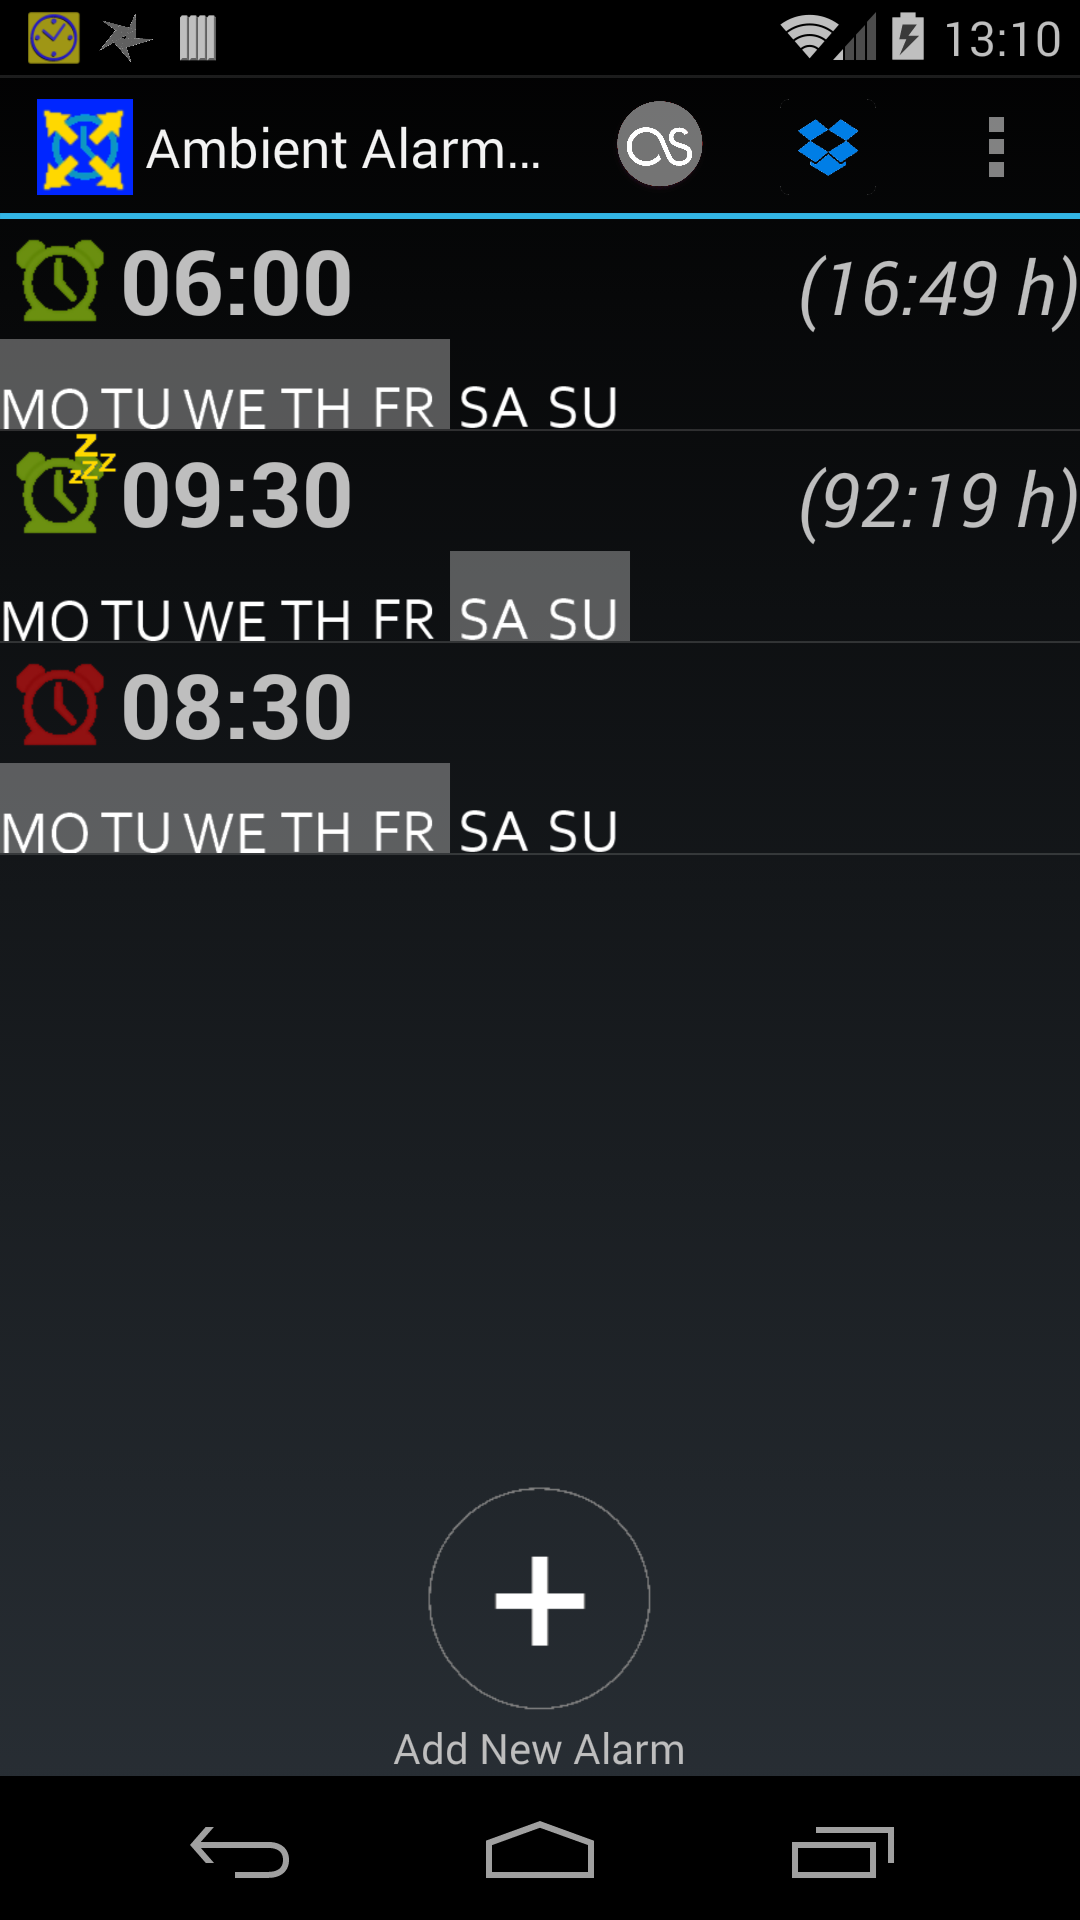 13:10
Ambient Alarm...
06:00 (16:49 h)
MO TU WE TH FR SA SU
09:30 (92:19 h)
MO TU WE TH FR SA SU
08:30
MO TU WE TH FR SA SU
Add New Alarm